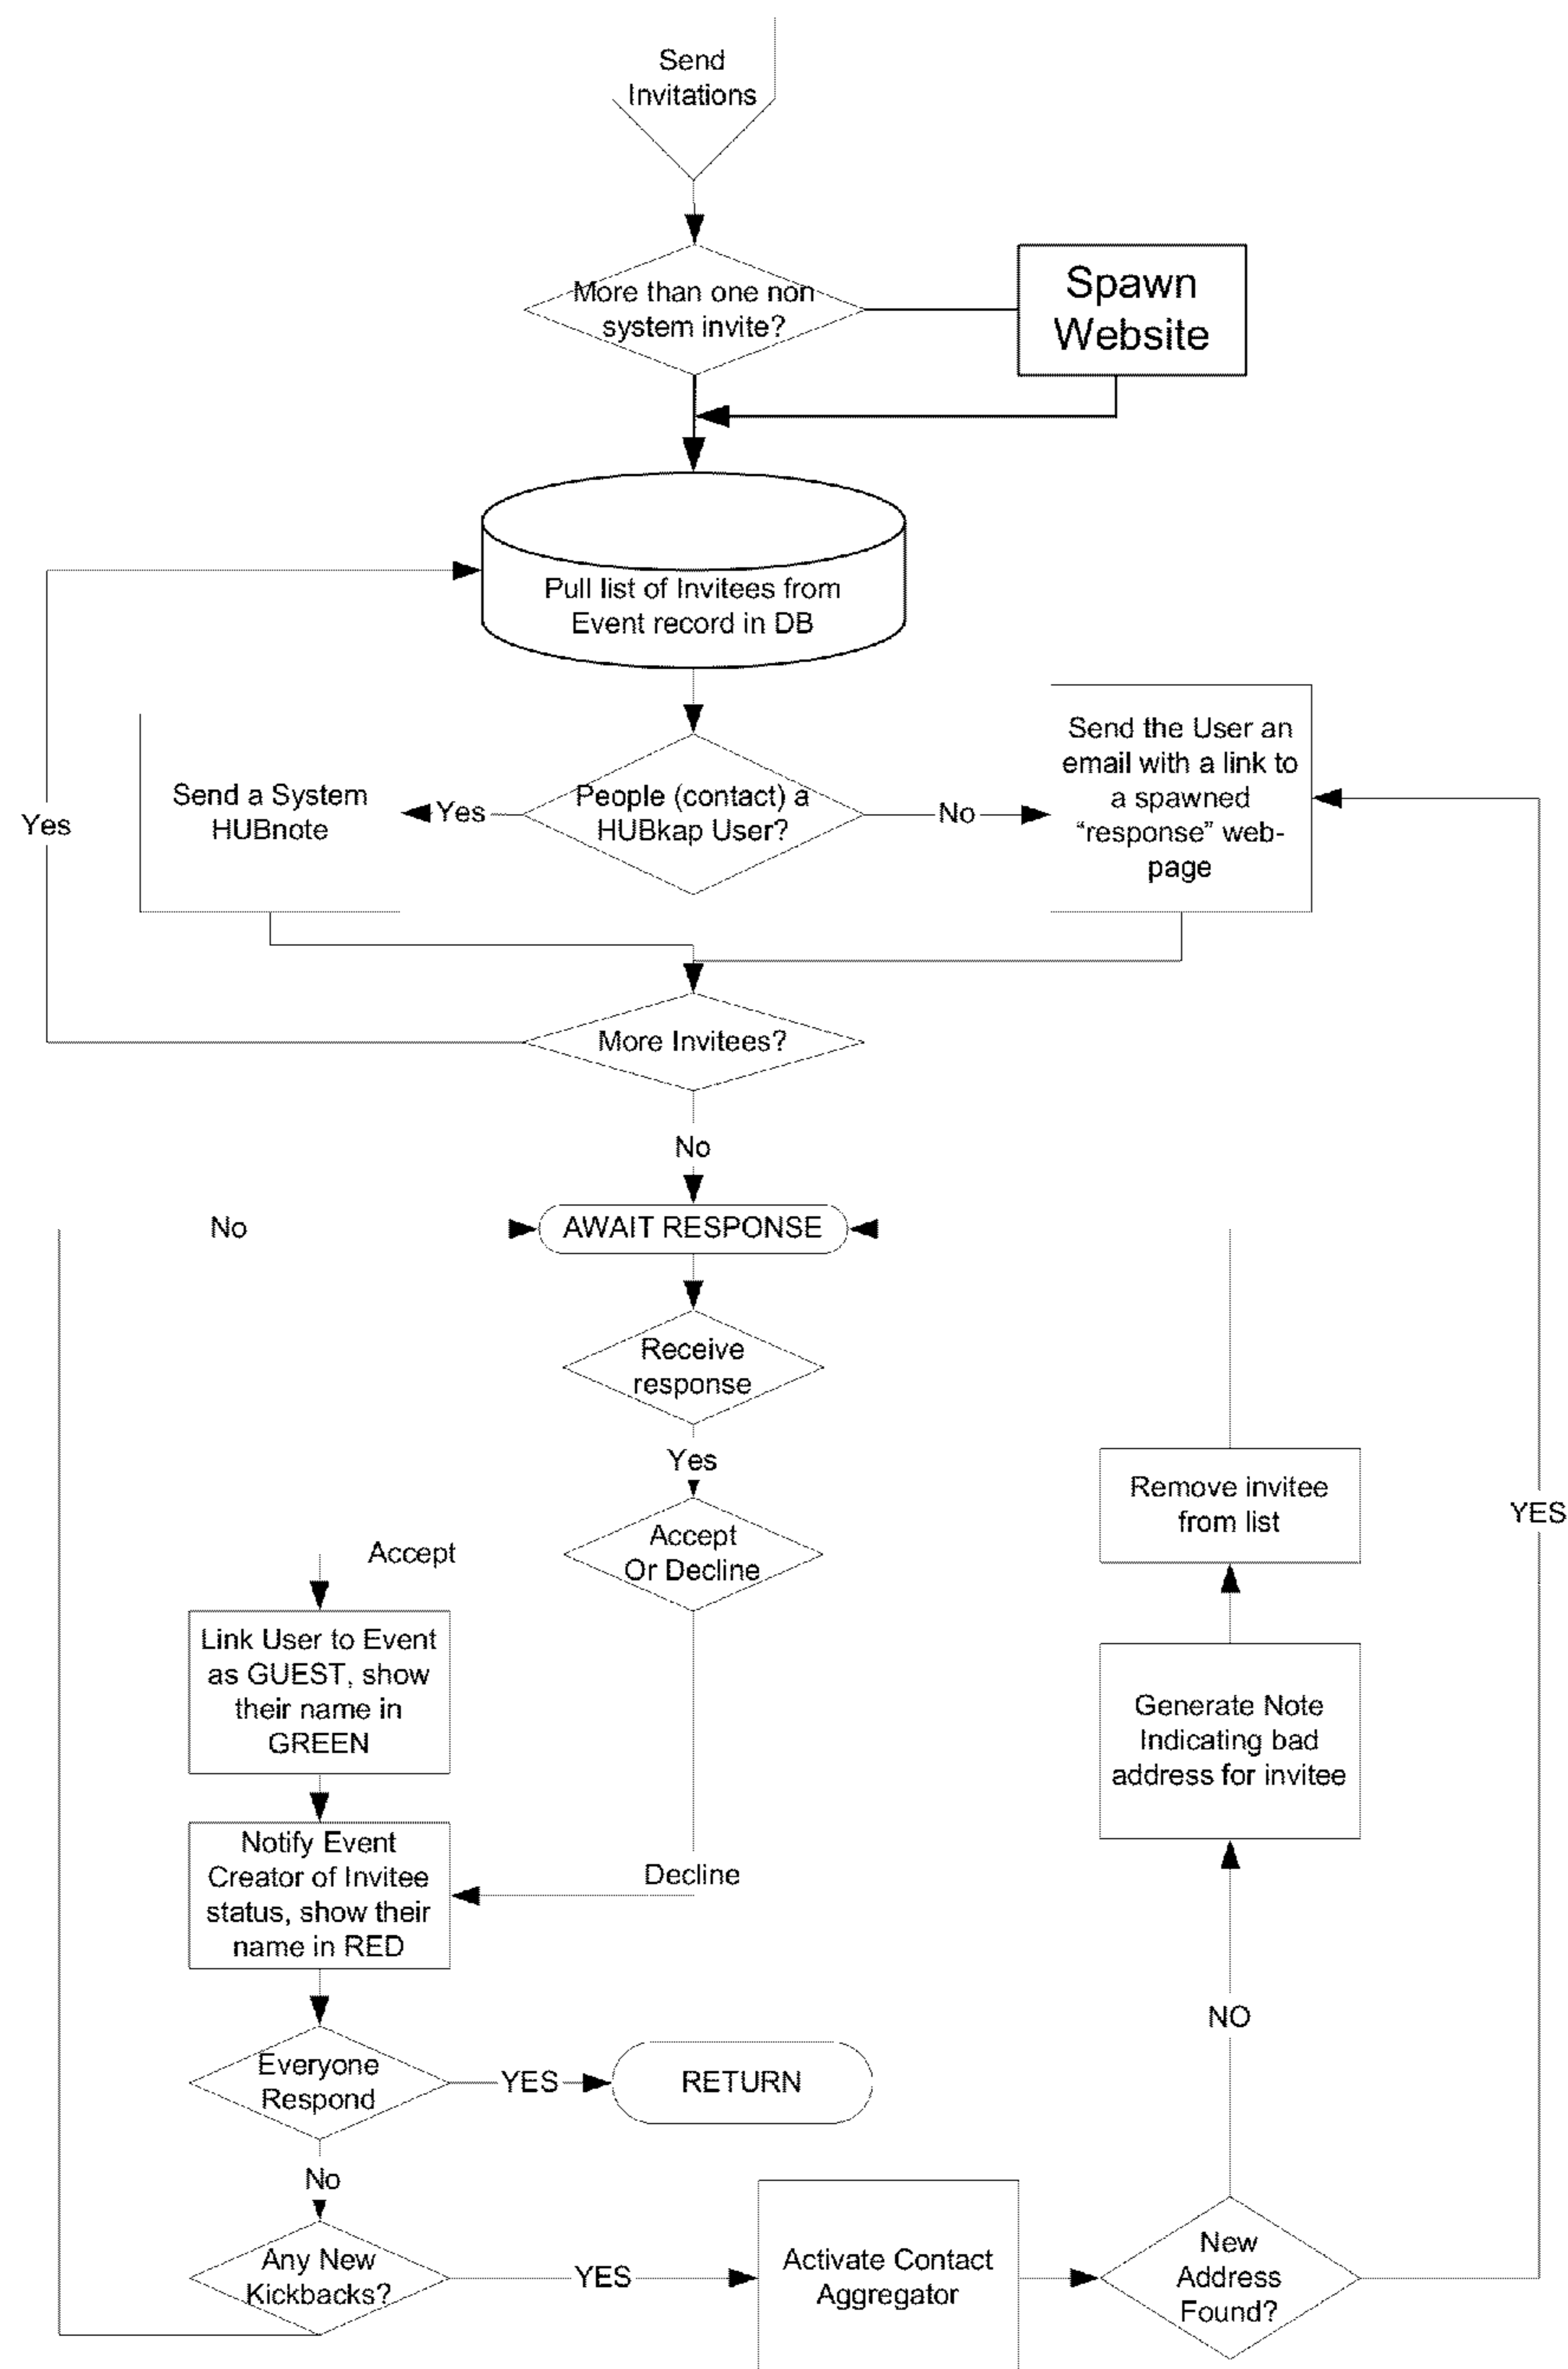 Send
Invitations
More than one non
system invite?
Spawn
Website
Pull list of Invitees from
Event record in DB
Yes
Send a System
HUBnote
Yes
People (contact) a
HUBkap User?
No
Send the User an
email with a link to
a spawned
“response” web-
page
More Invitees?
No
No
AWAIT RESPONSE
Receive
response
Yes
Accept
Or Decline
Accept
Link User to Event
as GUEST, show
their name in
GREEN
Notify Event
Creator of Invitee
status, show their
name in RED
Decline
Remove invitee
from list
YES
Generate Note
Indicating bad
address for invitee
NO
Everyone
Respond
YES
RETURN
No
Any New
Kickbacks?
YES
Activate Contact
Aggregator
New
Address
Found?